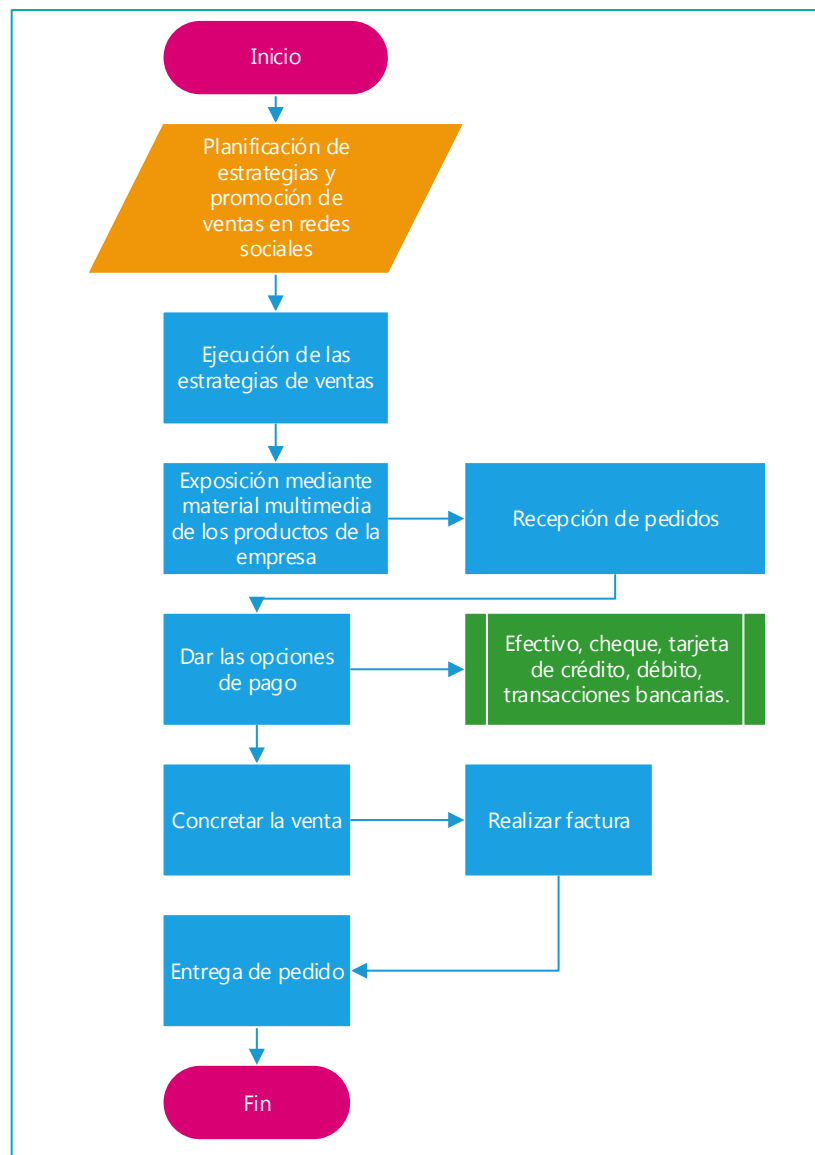 Inicio
Planificación de
estrategias y
promoción de
ventas en redes
sociales
Ejecución de las
estrategias de ventas
Exposición mediante
material multimedia
de los productos de la
empresa
Recepción de pedidos
Dar las opciones
de pago
Efectivo, cheque, tarjeta
de crédito, débito,
transacciones bancarias.
Concretar la venta
Realizar factura
Entrega de pedido
Fin